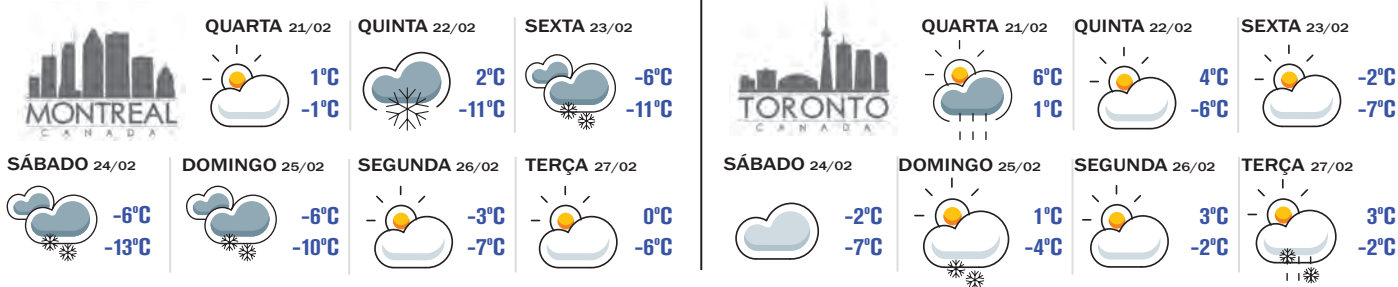 MONTREAL
CANADA
QUARTA 21/02
1ºC
-1ºC
QUINTA 22/02
2ºC
-11ºC
SEXTA 23/02
-6ºC
-11ºC
SÁBADO 24/02
-6ºC
-13ºC
DOMINGO 25/02
-6ºC
-10ºC
SEGUNDA 26/02
-3ºC
-7ºC
TERÇA 27/02
0ºC
-6ºC
TORONTO
CANADA
QUARTA 21/02
6ºC
1ºC
QUINTA 22/02
4ºC
-6ºC
SEXTA 23/02
-2ºC
-7ºC
SÁBADO 24/02
-2ºC
-7ºC
DOMINGO 25/02
1ºC
-4ºC
SEGUNDA 26/02
3ºC
-2ºC
TERÇA 27/02
3ºC
-2ºC